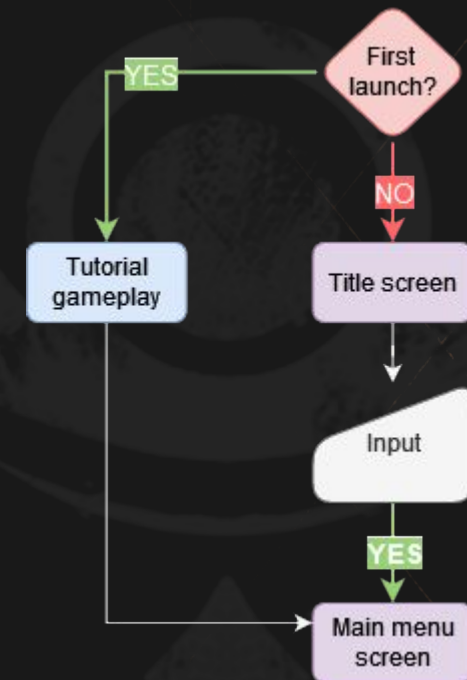 First
launch?
YES
NO
Tutorial
gameplay
Title screen
Input
YES
Main menu
screen